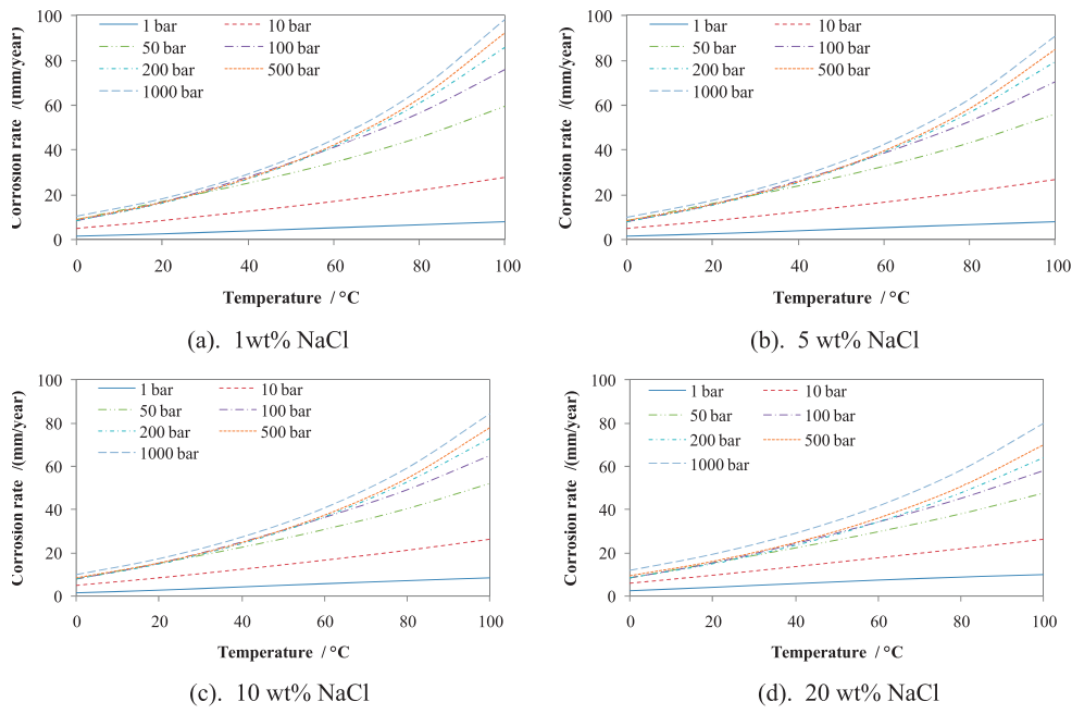 100
80
60
40
20
0
Corrosion rate /(mm/year)
1 bar 10 bar
50 bar 100 bar
200 bar 500 bar
1000 bar
0 20 40 60 80 100
Temperature / °C
(a). 1wt% NaCl
100
80
60
40
20
0
Corrosion rate /(mm/year)
1 bar 10 bar
50 bar 100 bar
200 bar 500 bar
1000 bar
0 20 40 60 80 100
Temperature / °C
(b). 5 wt% NaCl
100
80
60
40
20
0
Corrosion rate /(mm/year)
1 bar 10 bar
50 bar 100 bar
200 bar 500 bar
1000 bar
0 20 40 60 80 100
Temperature / °C
(c). 10 wt% NaCl
100
80
60
40
20
0
Corrosion rate /(mm/year)
1 bar 10 bar
50 bar 100 bar
200 bar 500 bar
1000 bar
0 20 40 60 80 100
Temperature / °C
(d). 20 wt% NaCl